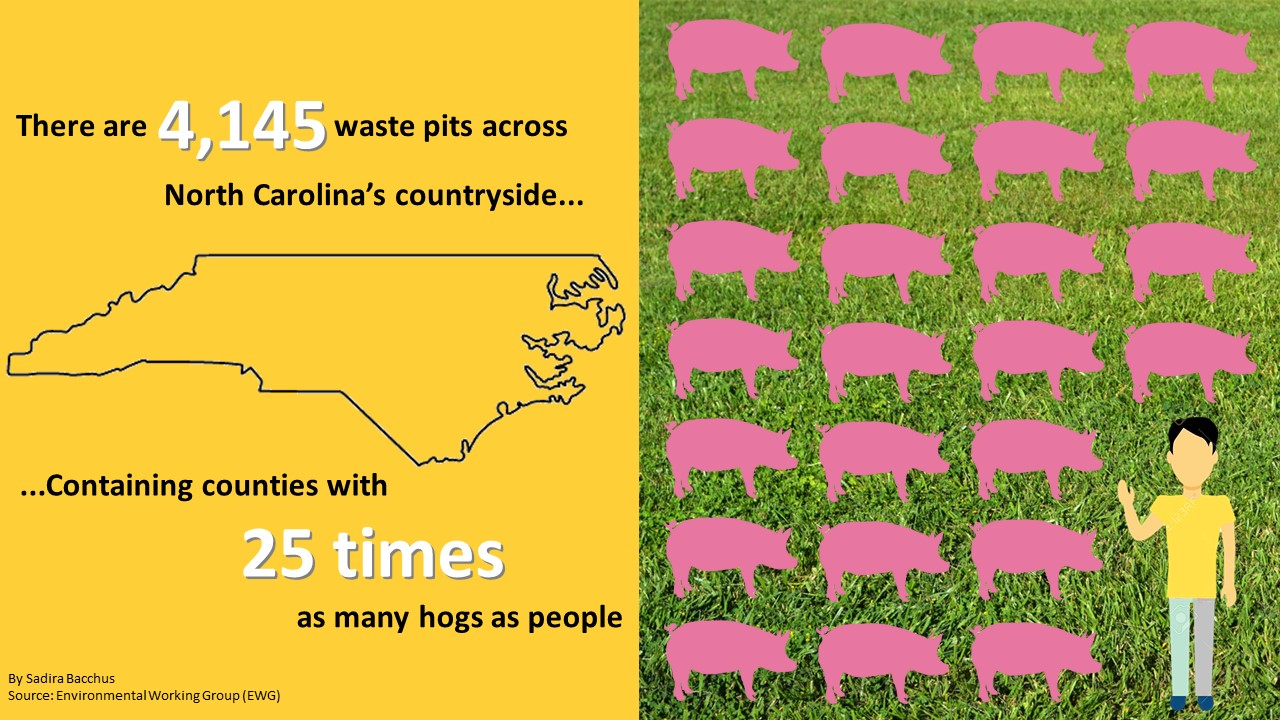 There are 4,145 waste pits across
North Carolina’s countryside...
...Containing counties with
25 times
as many hogs as people
By Sadira Bacchus
Source: Environmental Working Group (EWG)